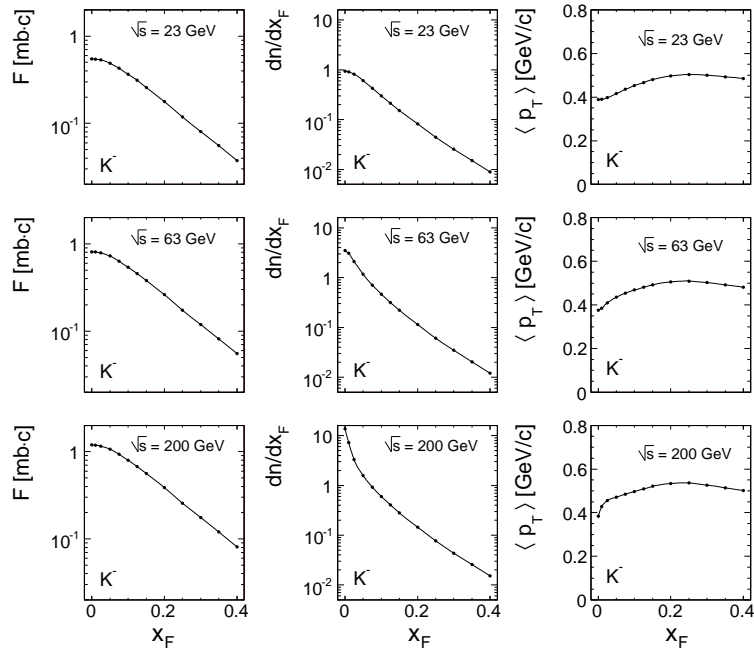 F [mb·c]
1
10⁻¹
√s = 23 GeV
K⁻
dn/dx_F
10
1
10⁻¹
10⁻²
√s = 23 GeV
K⁻
⟨ p_T ⟩ [GeV/c]
0.8
0.6
0.4
0.2
0
√s = 23 GeV
K⁻
F [mb·c]
1
10⁻¹
√s = 63 GeV
K⁻
dn/dx_F
10
1
10⁻¹
10⁻²
√s = 63 GeV
K⁻
⟨ p_T ⟩ [GeV/c]
0.8
0.6
0.4
0.2
0
√s = 63 GeV
K⁻
F [mb·c]
1
10⁻¹
√s = 200 GeV
K⁻
0 0.2 0.4
x_F
dn/dx_F
10
1
10⁻¹
10⁻²
√s = 200 GeV
K⁻
0 0.2 0.4
x_F
⟨ p_T ⟩ [GeV/c]
0.8
0.6
0.4
0.2
0
√s = 200 GeV
K⁻
0 0.2 0.4
x_F